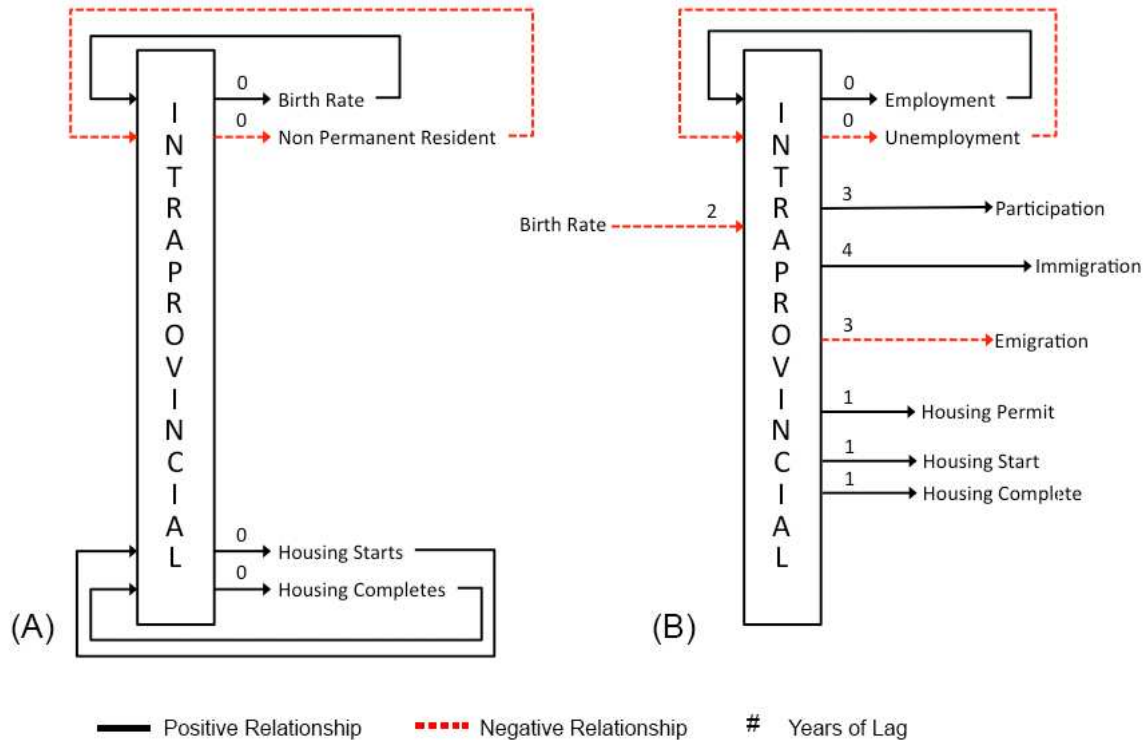 0
Birth Rate
0
Non Permanent Resident
INTRAPROVINCIAL
0
Housing Starts
0
Housing Completes
(A)
0
Employment
0
Unemployment
Birth Rate
2
INTRAPROVINCIAL
3
Participation
4
Immigration
3
Emigration
1
Housing Permit
1
Housing Start
1
Housing Complete
(B)
Positive Relationship
Negative Relationship
# Years of Lag